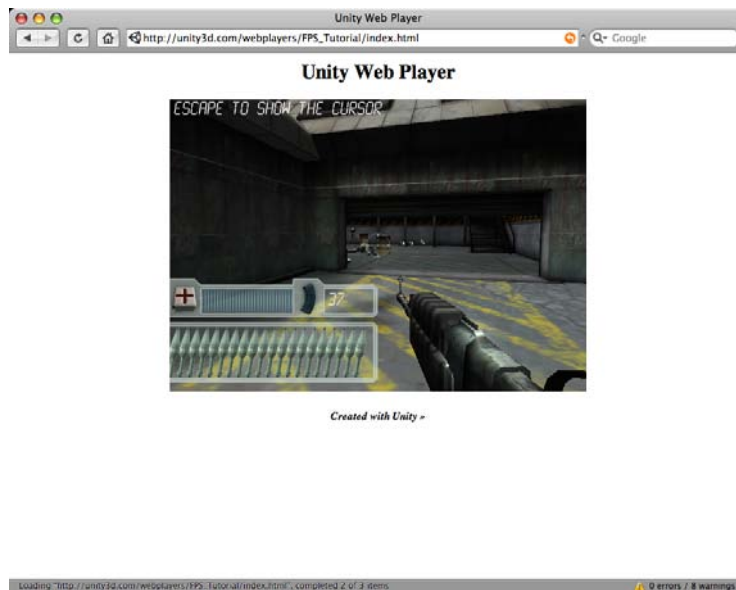 Unity Web Player
http://unity3d.com/webplayers/FPS_Tutorial/index.html
Google
Unity Web Player
ESCAPE TO SHOW THE CURSOR
37
Created with Unity »
Loading "http://unity3d.com/webplayers/FPS_Tutorial/index.html", completed 2 of 3 items
0 errors / 8 warnings